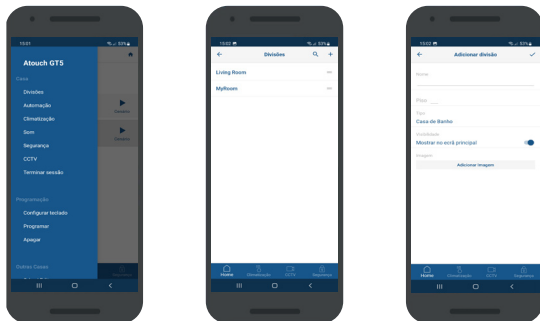 15:01
53%
Atouch GT5
Casa
Divisões
Automação
Climatização
Som
Segurança
CCTV
Terminar sessão
Programação
Configurar teclado
Programar
Apagar
Outras Casas
15:02
53%
Divisões
Living Room
MyRoom
Home
Climatização
CCTV
Segurança
15:02
53%
Adicionar divisão
Nome
Piso
Tipo
Casa de Banho
Visibilidade
Mostrar no ecrã principal
Imagem
Adicionar Imagem
Home
Climatização
CCTV
Segurança